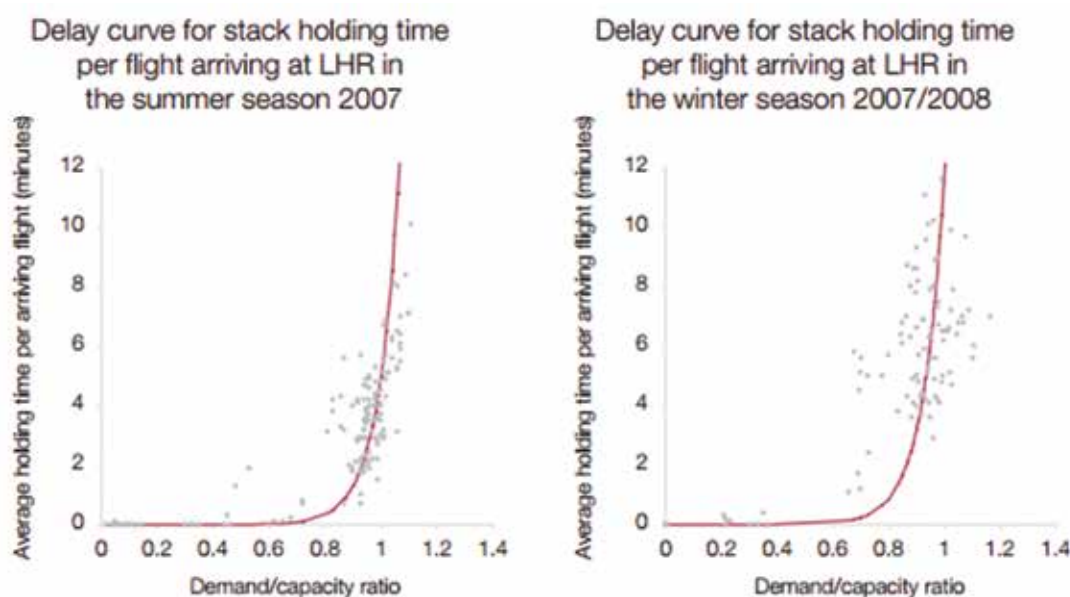 Delay curve for stack holding time
per flight arriving at LHR in
the summer season 2007
Average holding time per arriving flight (minutes)
12
10
8
6
4
2
0
0 0.2 0.4 0.6 0.8 1 1.2 1.4
Demand/capacity ratio
Delay curve for stack holding time
per flight arriving at LHR in
the winter season 2007/2008
Average holding time per arriving flight (minutes)
12
10
8
6
4
2
0
0 0.2 0.4 0.6 0.8 1 1.2 1.4
Demand/capacity ratio